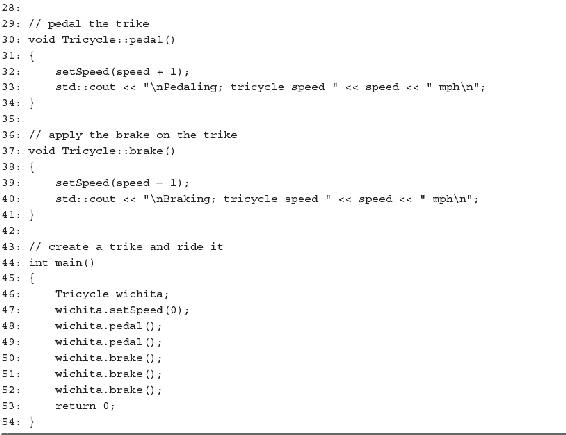 28:
29: // pedal the trike
30: void Tricycle::pedal()
31: {
32:     setSpeed(speed + 1);
33:     std::cout << "\nPedaling; tricycle speed " << speed << " mph\n";
34: }
35:
36: // apply the brake on the trike
37: void Tricycle::brake()
38: {
39:     setSpeed(speed - 1);
40:     std::cout << "\nBraking; tricycle speed " << speed << " mph\n";
41: }
42:
43: // create a trike and ride it
44: int main()
45: {
46:     Tricycle wichita;
47:     wichita.setSpeed(0);
48:     wichita.pedal();
49:     wichita.pedal();
50:     wichita.brake();
51:     wichita.brake();
52:     wichita.brake();
53:     return 0;
54: }